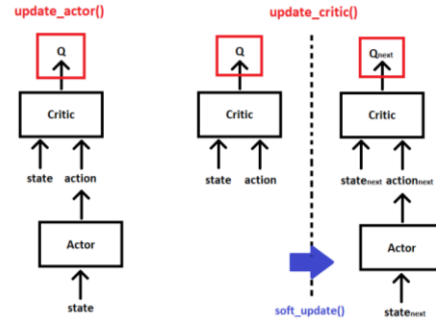 update_actor()
Q
Critic
state action
Actor
state
update_critic()
Q
Critic
state action
soft_update()
Qnext
Critic
statenext actionnext
Actor
statenext